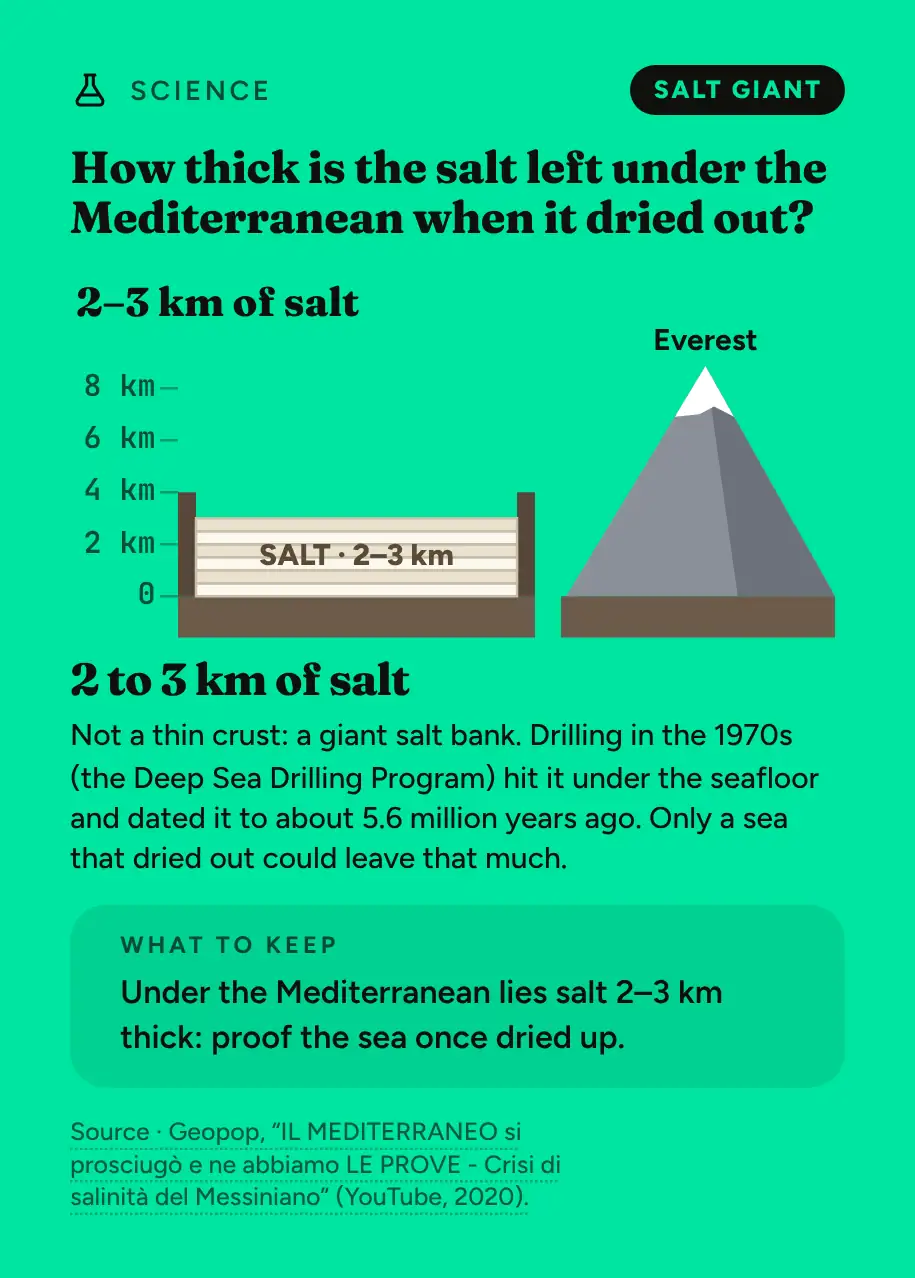 SCIENCE
SALT GIANT
How thick is the salt left under the
Mediterranean when it dried out?
2–3 km of salt
Everest
8 km
6 km
4 km
2 km
0
SALT · 2–3 km
2 to 3 km of salt
Not a thin crust: a giant salt bank. Drilling in the 1970s
(the Deep Sea Drilling Program) hit it under the seafloor
and dated it to about 5.6 million years ago. Only a sea
that dried out could leave that much.
WHAT TO KEEP
Under the Mediterranean lies salt 2–3 km
thick: proof the sea once dried up.
Source · Geopop, “IL MEDITERRANEO si
prosciugò e ne abbiamo LE PROVE - Crisi di
salinità del Messiniano” (YouTube, 2020).